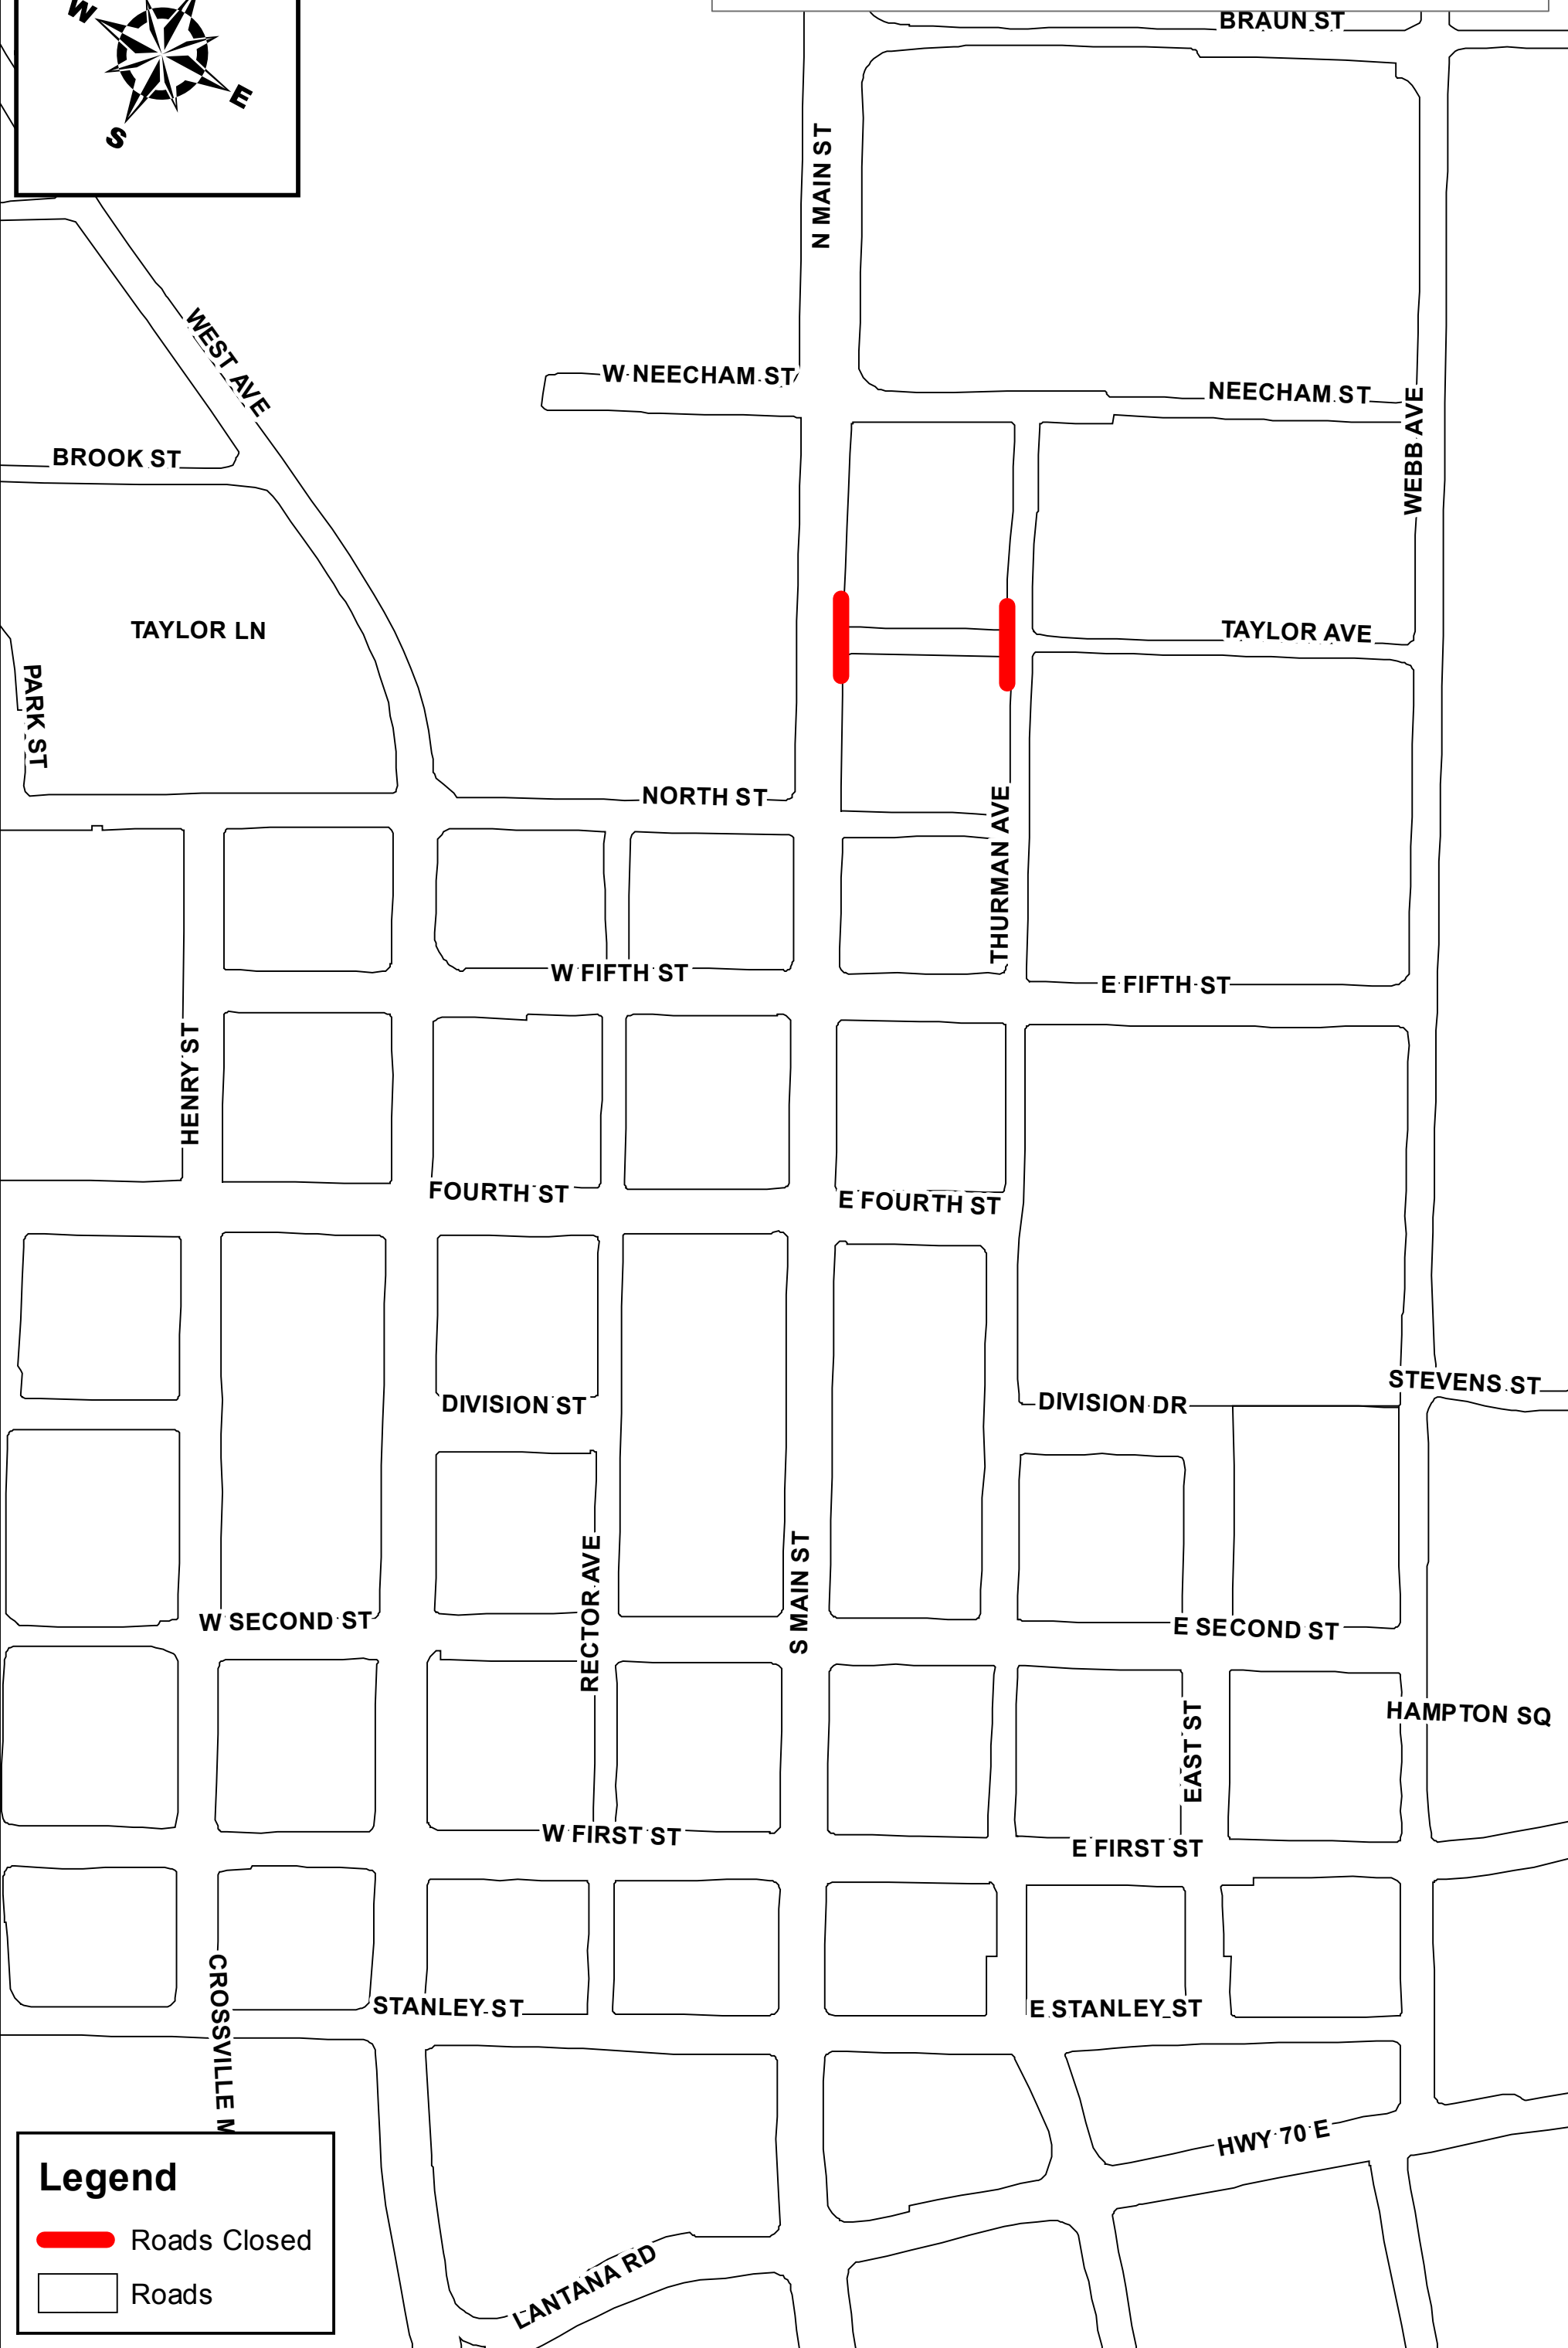 BRAUN ST
W
E
S
N MAIN ST
WEST AVE
W NEECHAM ST
NEECHAM ST
WEBB AVE
BROOK ST
TAYLOR LN
TAYLOR AVE
PARK ST
NORTH ST
THURMAN AVE
W FIFTH ST
E FIFTH ST
HENRY ST
FOURTH ST
E FOURTH ST
STEVENS ST
DIVISION ST
DIVISION DR
RECTOR AVE
S MAIN ST
W SECOND ST
E SECOND ST
HAMPTON SQ
EAST ST
W FIRST ST
E FIRST ST
CROSSVILLE M
STANLEY ST
E STANLEY ST
HWY 70 E
LANTANA RD
Legend
Roads Closed
Roads